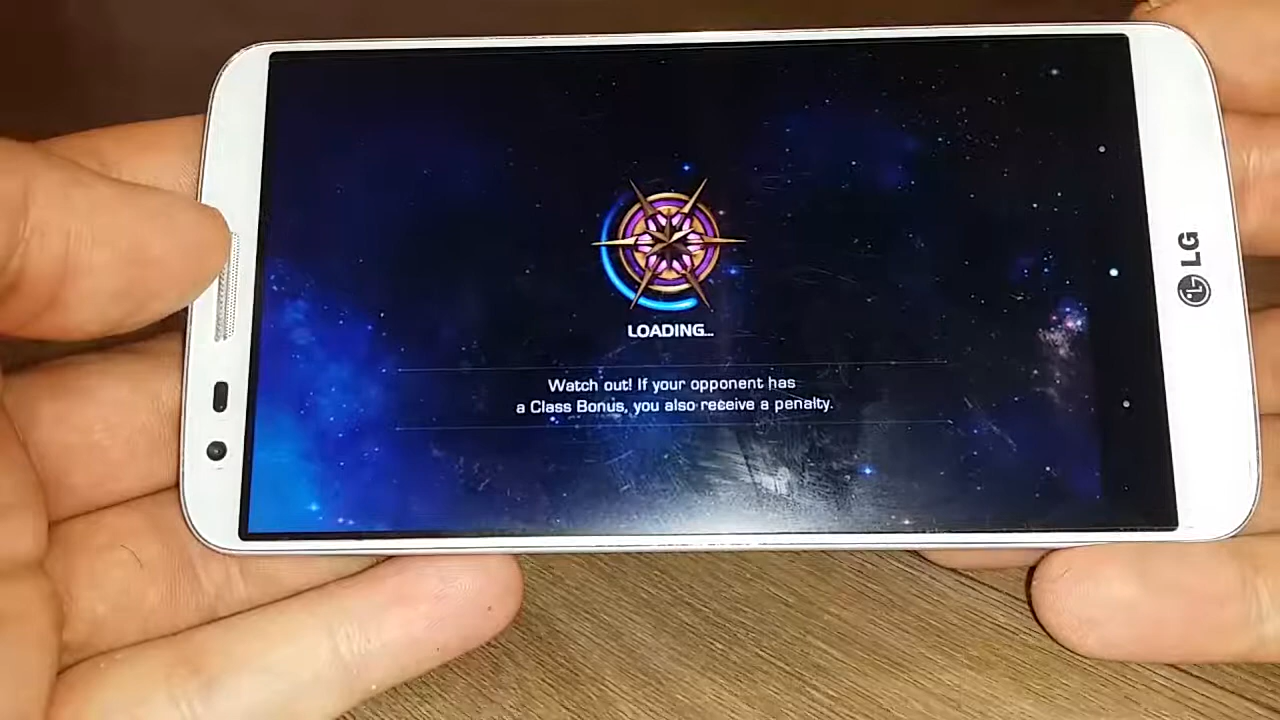 LOADING...
Watch out! If your opponent has
a Class Bonus, you also receive a penalty.
LG